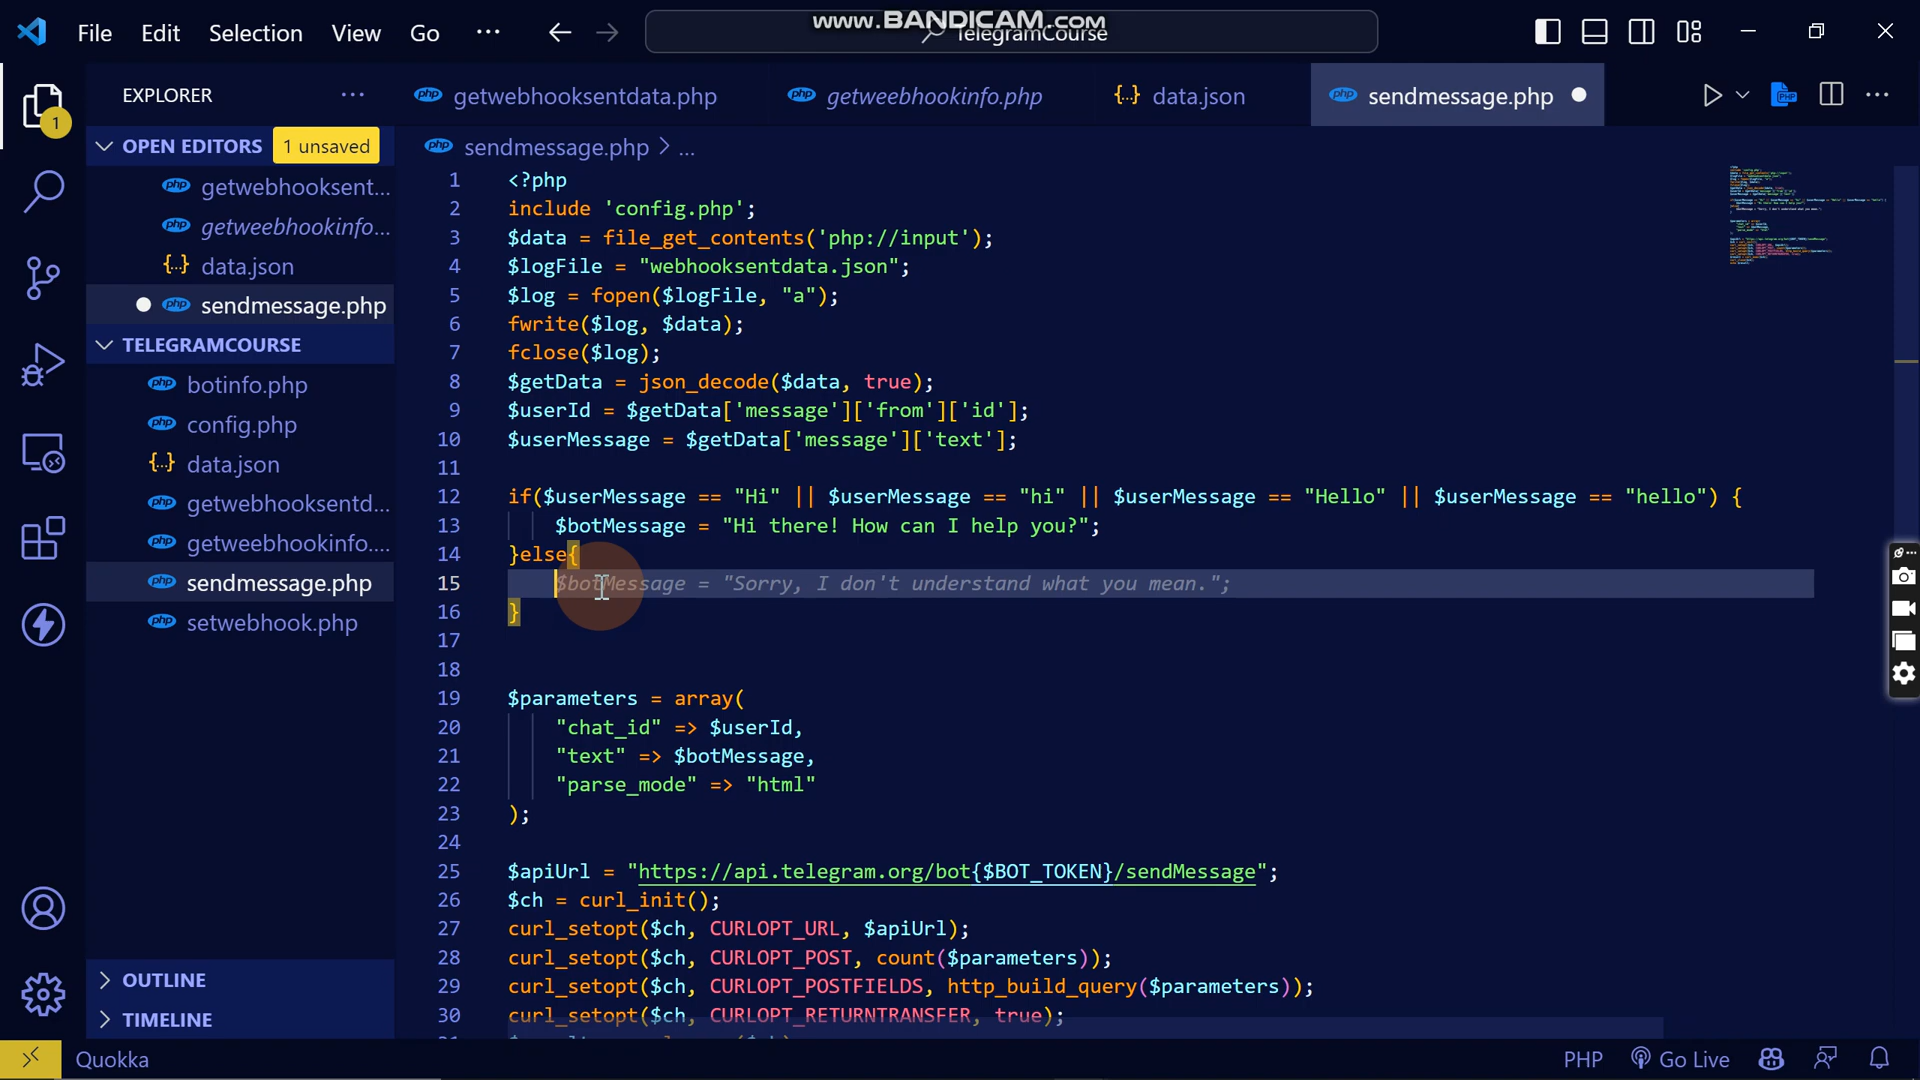 www.BANDICAM.com
File Edit Selection View Go ...
TelegramCourse
EXPLORER ...
getwebhooksentdata.php
getweebhookinfo.php
data.json
sendmessage.php
1
OPEN EDITORS 1 unsaved
getwebhooksent...
getweebhookinfo...
data.json
sendmessage.php
TELEGRAMCOURSE
botinfo.php
config.php
data.json
getwebhooksentd...
getweebhookinfo....
sendmessage.php
setwebhook.php
OUTLINE
TIMELINE
sendmessage.php > ...
1 <?php
2 include 'config.php';
3 $data = file_get_contents('php://input');
4 $logFile = "webhooksentdata.json";
5 $log = fopen($logFile, "a");
6 fwrite($log, $data);
7 fclose($log);
8 $getData = json_decode($data, true);
9 $userId = $getData['message']['from']['id'];
10 $userMessage = $getData['message']['text'];
11
12 if($userMessage == "Hi" || $userMessage == "hi" || $userMessage == "Hello" || $userMessage == "hello") {
13 $botMessage = "Hi there! How can I help you?";
14 }else{
15 $botMessage = "Sorry, I don't understand what you mean.";
16 }
17
18
19 $parameters = array(
20 "chat_id" => $userId,
21 "text" => $botMessage,
22 "parse_mode" => "html"
23 );
24
25 $apiUrl = "https://api.telegram.org/bot{$BOT_TOKEN}/sendMessage";
26 $ch = curl_init();
27 curl_setopt($ch, CURLOPT_URL, $apiUrl);
28 curl_setopt($ch, CURLOPT_POST, count($parameters));
29 curl_setopt($ch, CURLOPT_POSTFIELDS, http_build_query($parameters));
30 curl_setopt($ch, CURLOPT_RETURNTRANSFER, true);
Quokka
PHP Go Live